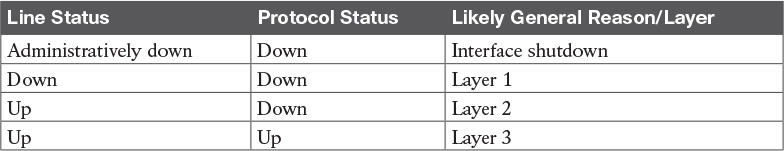 Line Status Protocol Status Likely General Reason/Layer
Administratively down Down Interface shutdown
Down Down Layer 1
Up Down Layer 2
Up Up Layer 3